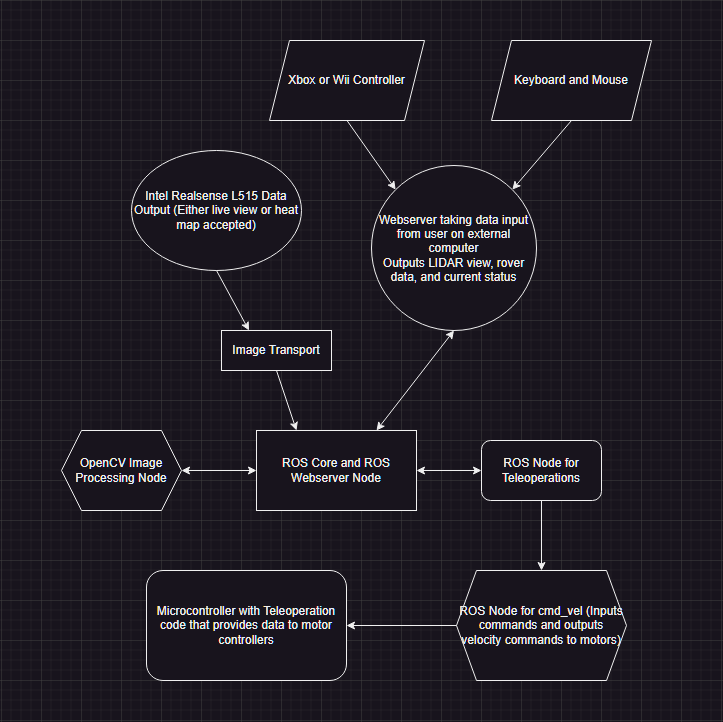 Xbox or Wii Controller
Keyboard and Mouse
Intel Realsense L515 Data
Output (Either live view or heat
map accepted)
Webserver taking data input
from user on external
computer
Outputs LIDAR view, rover
data, and current status
Image Transport
OpenCV Image
Processing Node
ROS Core and ROS
Webserver Node
ROS Node for
Teleoperations
Microcontroller with Teleoperation
code that provides data to motor
controllers
ROS Node for cmd_vel (Inputs
commands and outputs
velocity commands to motors)